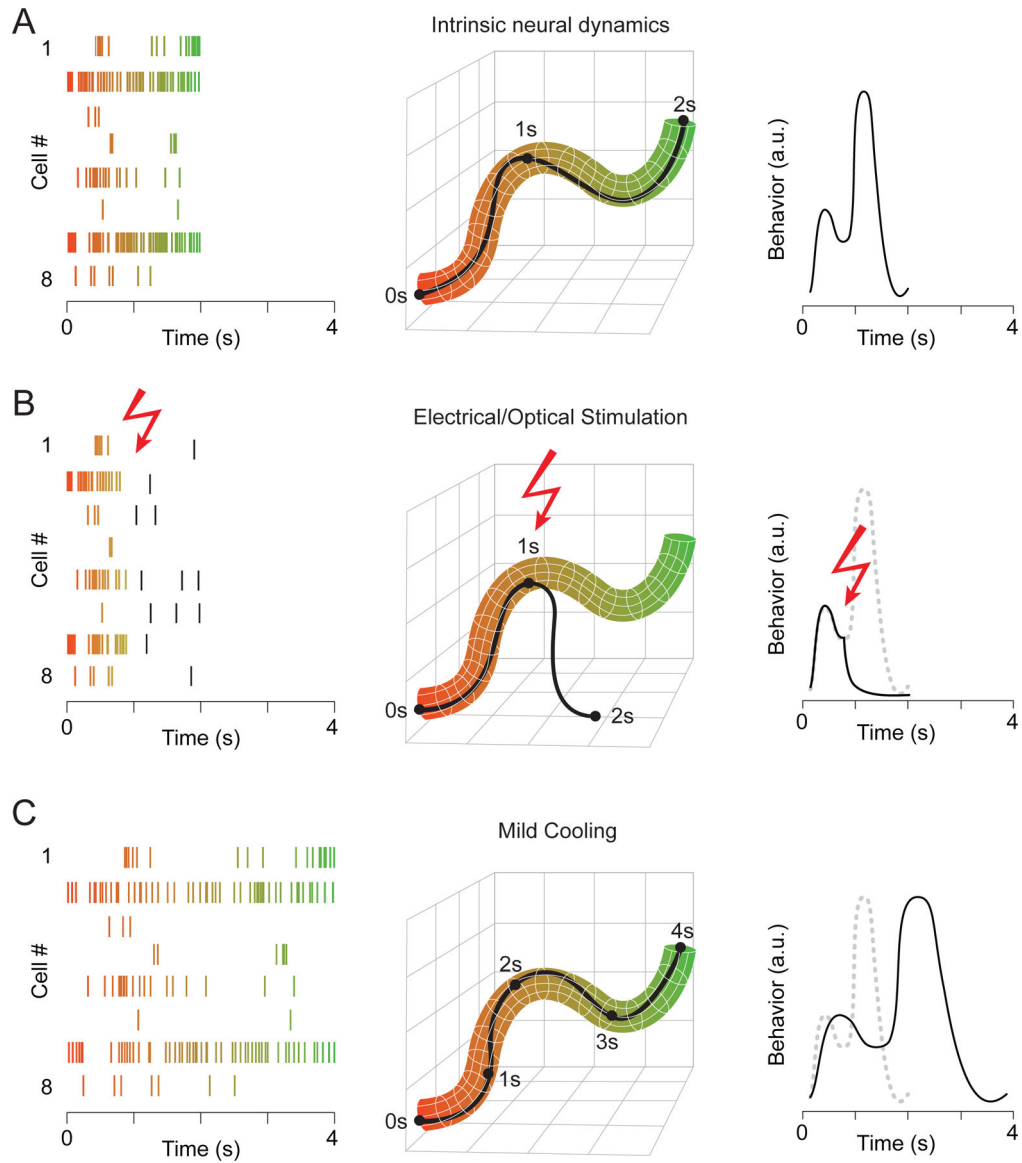 A
Intrinsic neural dynamics
1
Cell #
8
0
4
Time (s)
0s
1s
2s
Behavior (a.u.)
0
4
Time (s)
B
Electrical/Optical Stimulation
1
Cell #
8
0
4
Time (s)
0s
1s
2s
Behavior (a.u.)
0
4
Time (s)
C
Mild Cooling
1
Cell #
8
0
4
Time (s)
0s
1s
2s
3s
4s
Behavior (a.u.)
0
4
Time (s)